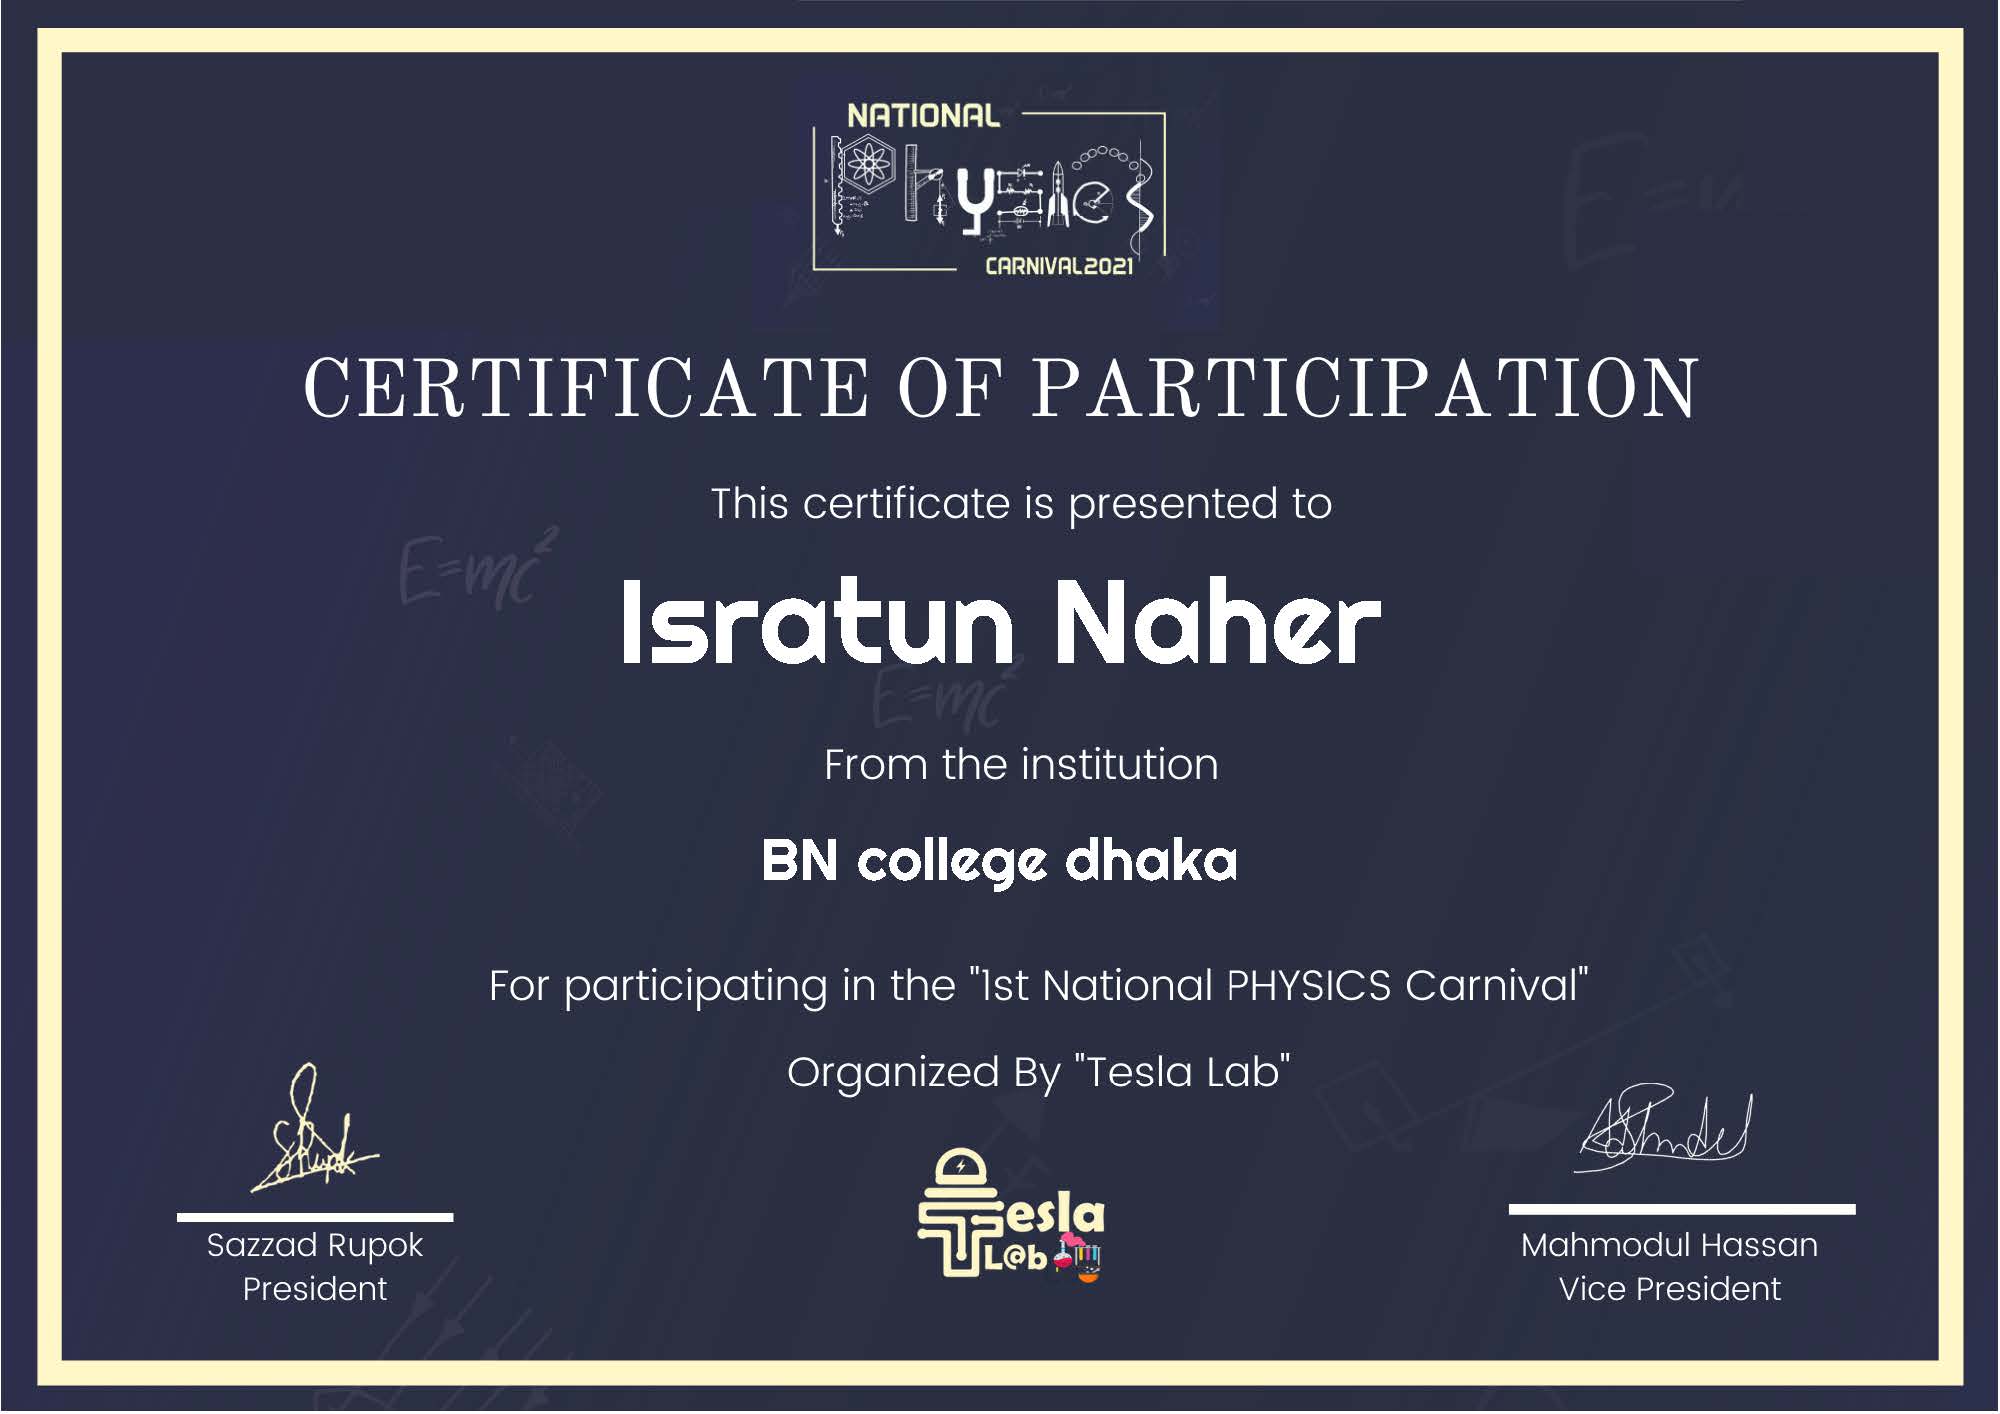 NATIONAL
Physics
CARNIVAL2021
E=m
CERTIFICATE OF PARTICIPATION
This certificate is presented to
E=mc²
Isratun Naher
E=mc²
From the institution
BN college dhaka
For participating in the "1st National PHYSICS Carnival"
Organized By "Tesla Lab"
Tesla
L@b
Sazzad Rupok
President
Mahmodul Hassan
Vice President